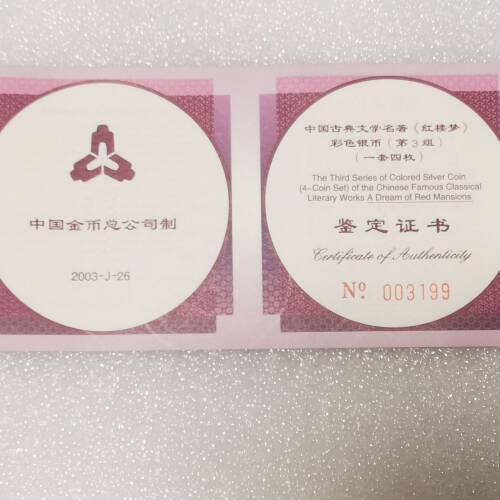 中国金币总公司制
2003-J-26
中国古典文学名著《红楼梦》
彩色银币（第3组）
（一套四枚）
The Third Series of Colored Silver Coin
(4-Coin Set) of the Chinese Famous Classical
Literary Works A Dream of Red Mansions
鉴定证书
Certificate of Authenticity
Nº 003199